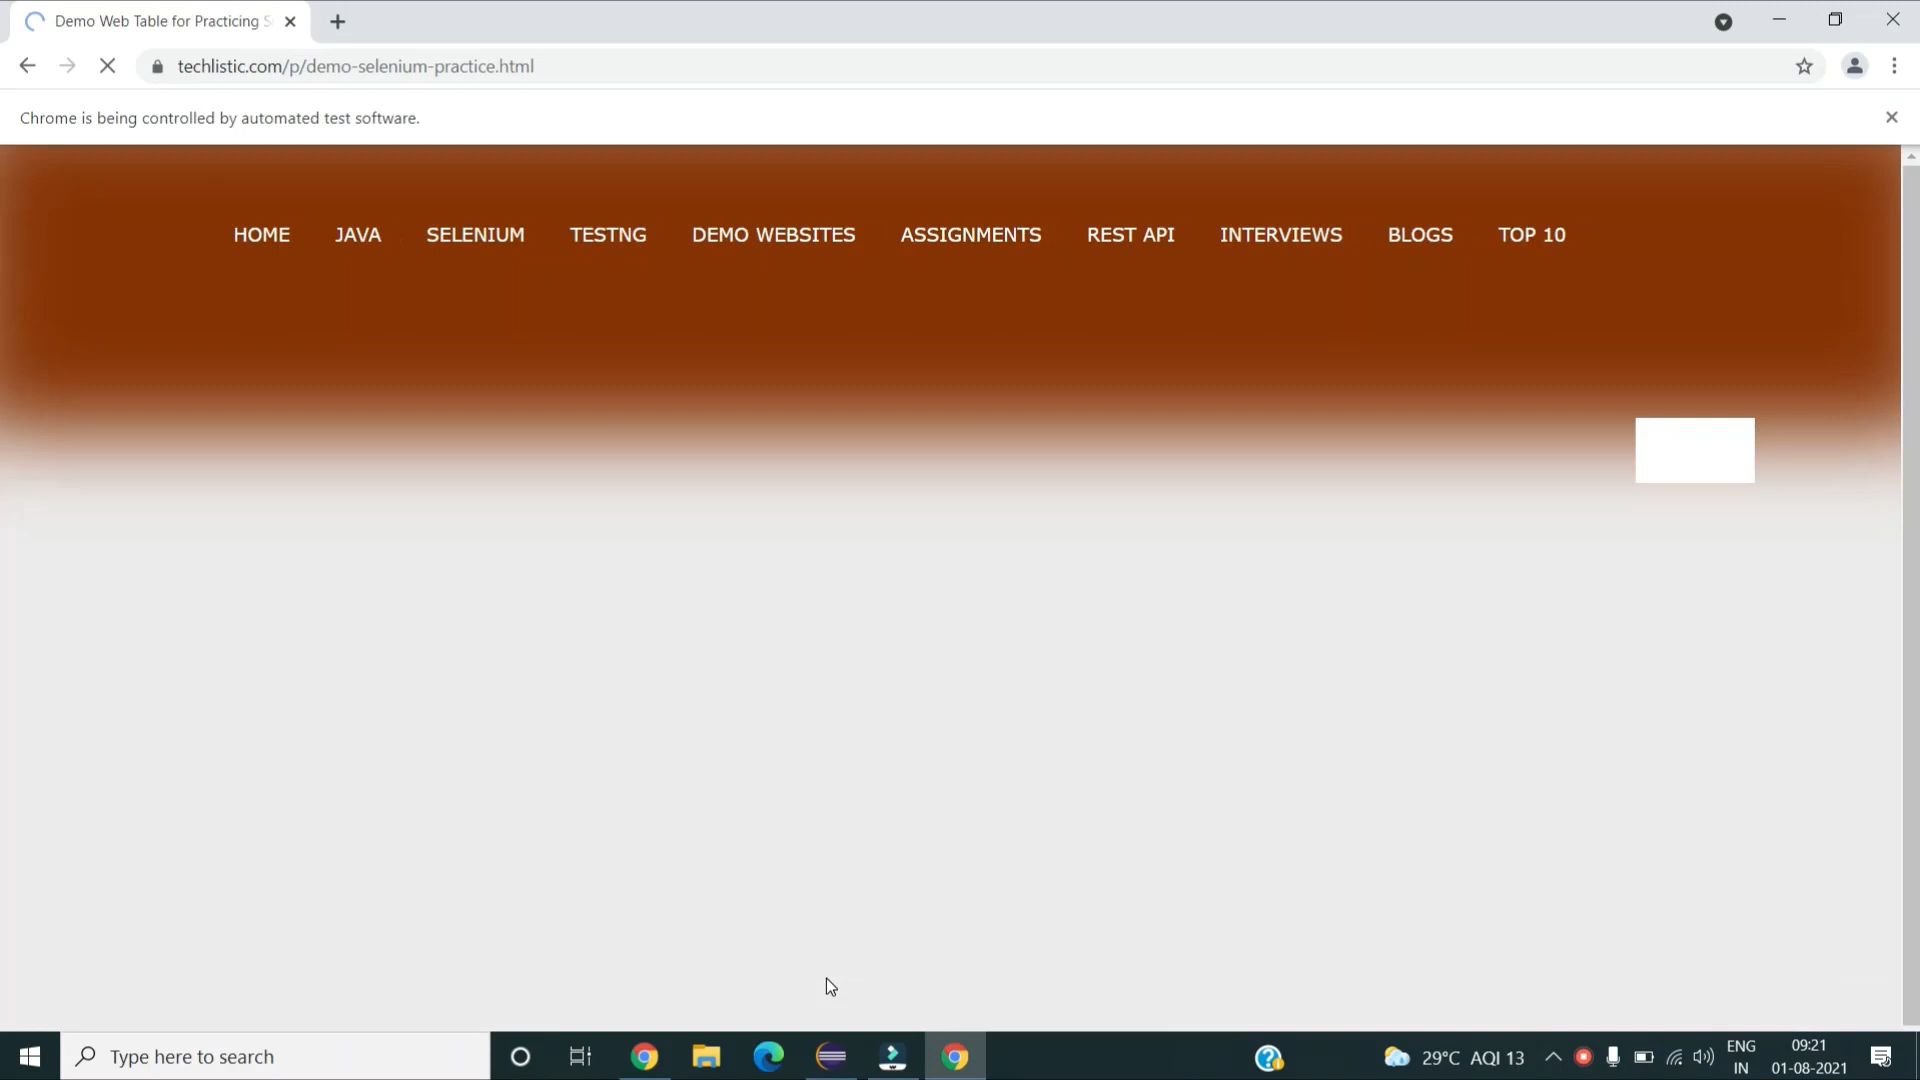 Demo Web Table for Practicing S
techlistic.com/p/demo-selenium-practice.html
Chrome is being controlled by automated test software.
HOME JAVA SELENIUM TESTNG DEMO WEBSITES ASSIGNMENTS REST API INTERVIEWS BLOGS TOP 10
Type here to search
29°C AQI 13
ENG
IN
09:21
01-08-2021